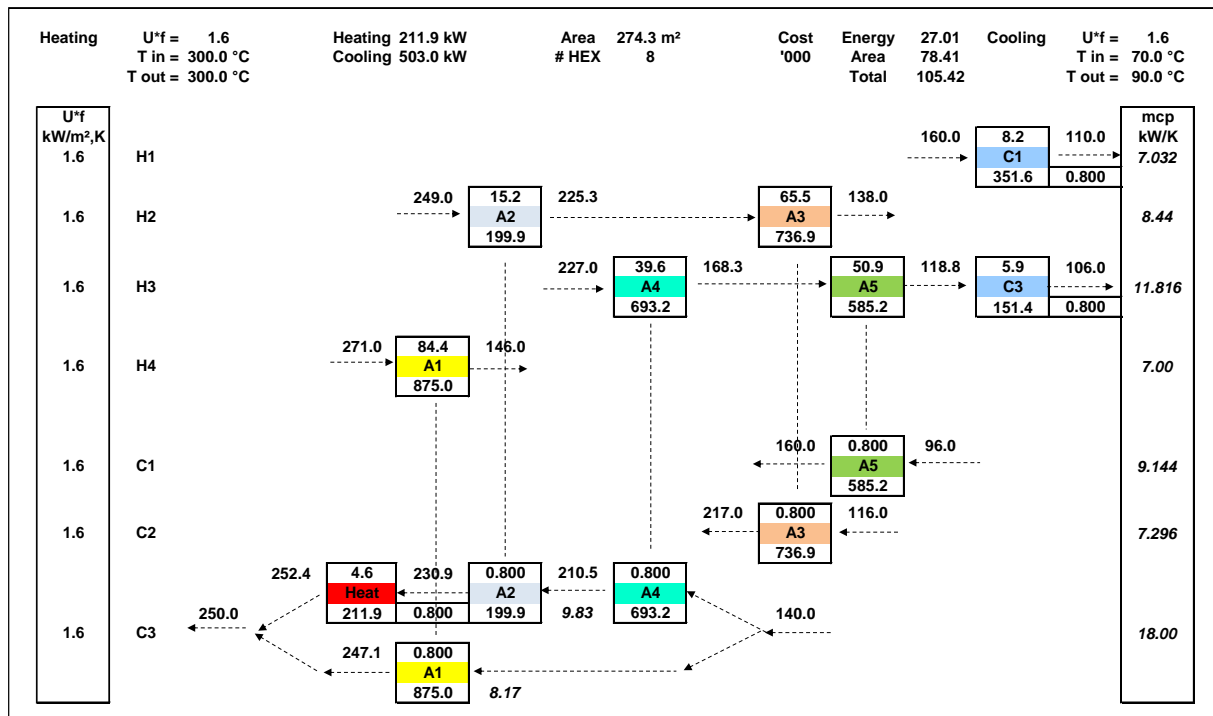 Heating U*f = 1.6 Heating 211.9 kW Area 274.3 m² Cost Energy 27.01 Cooling U*f = 1.6
T in = 300.0 °C Cooling 503.0 kW # HEX 8 '000 Area 78.41 T in = 70.0 °C
T out = 300.0 °C Total 105.42 T out = 90.0 °C
U*f mcp
kW/m²,K kW/K
160.0 8.2 110.0
1.6 H1 C1 7.032
351.6 0.800
249.0 15.2 225.3 65.5 138.0
1.6 H2 A2 A3 8.44
199.9 736.9
227.0 39.6 168.3 50.9 118.8 5.9 106.0
1.6 H3 A4 A5 C3 11.816
693.2 585.2 151.4 0.800
271.0 84.4 146.0
1.6 H4 A1 7.00
875.0
160.0 0.800 96.0
1.6 C1 A5 9.144
585.2
217.0 0.800 116.0
1.6 C2 A3 7.296
736.9
252.4 4.6 230.9 0.800 210.5 0.800
Heat A2 A4
250.0 211.9 0.800 199.9 9.83 693.2 140.0
1.6 C3 18.00
247.1 0.800
A1
875.0 8.17